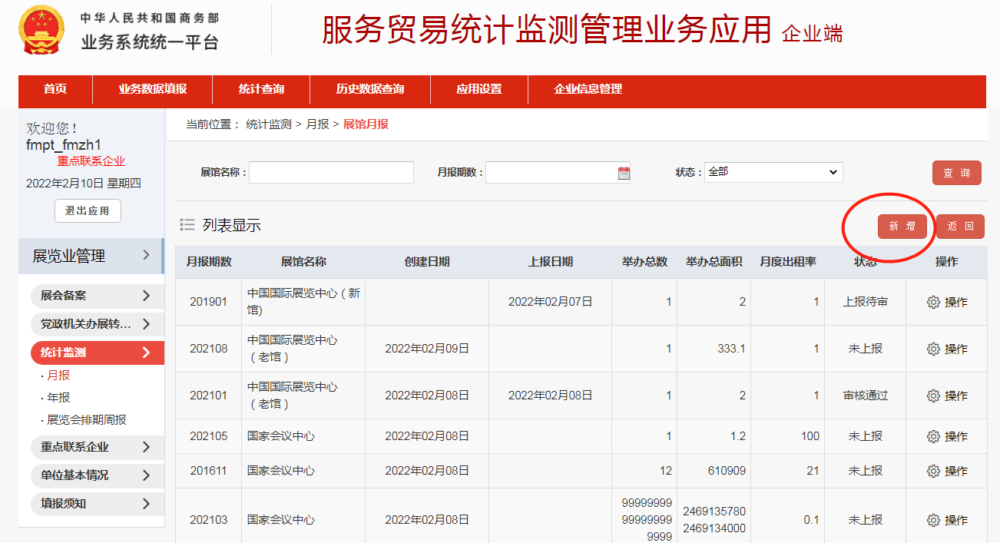 中华人民共和国商务部
业务系统统一平台
服务贸易统计监测管理业务应用 企业端
首页 业务数据填报 统计查询 历史数据查询 应用设置 企业信息管理
欢迎您！
fmpt_fmzh1
重点联系企业
2022年2月10日 星期四
退出应用
展览业管理
展会备案
党政机关办展转...
统计监测
· 月报
· 年报
· 展览会排期周报
重点联系企业
单位基本情况
填报须知
当前位置： 统计监测 > 月报 > 展馆月报
展馆名称： 月报期数： 状态： 全部 查 询
列表显示 新 增 返 回
月报期数 展馆名称 创建日期 上报日期 举办总数 举办总面积 月度出租率 状态 操作
201901 中国国际展览中心（新 2022年02月07日 1 2 1 上报待审 操作
馆）
202108 中国国际展览中心 2022年02月09日 1 333.1 1 未上报 操作
（老馆）
202101 中国国际展览中心 2022年02月08日 2022年02月08日 1 2 1 审核通过 操作
（老馆）
202105 国家会议中心 2022年02月08日 1 1.2 100 未上报 操作
201611 国家会议中心 2022年02月08日 12 610909 21 未上报 操作
202103 国家会议中心 2022年02月08日 99999999 2469135780 0.1 未上报 操作
99999999 2469134000
9999